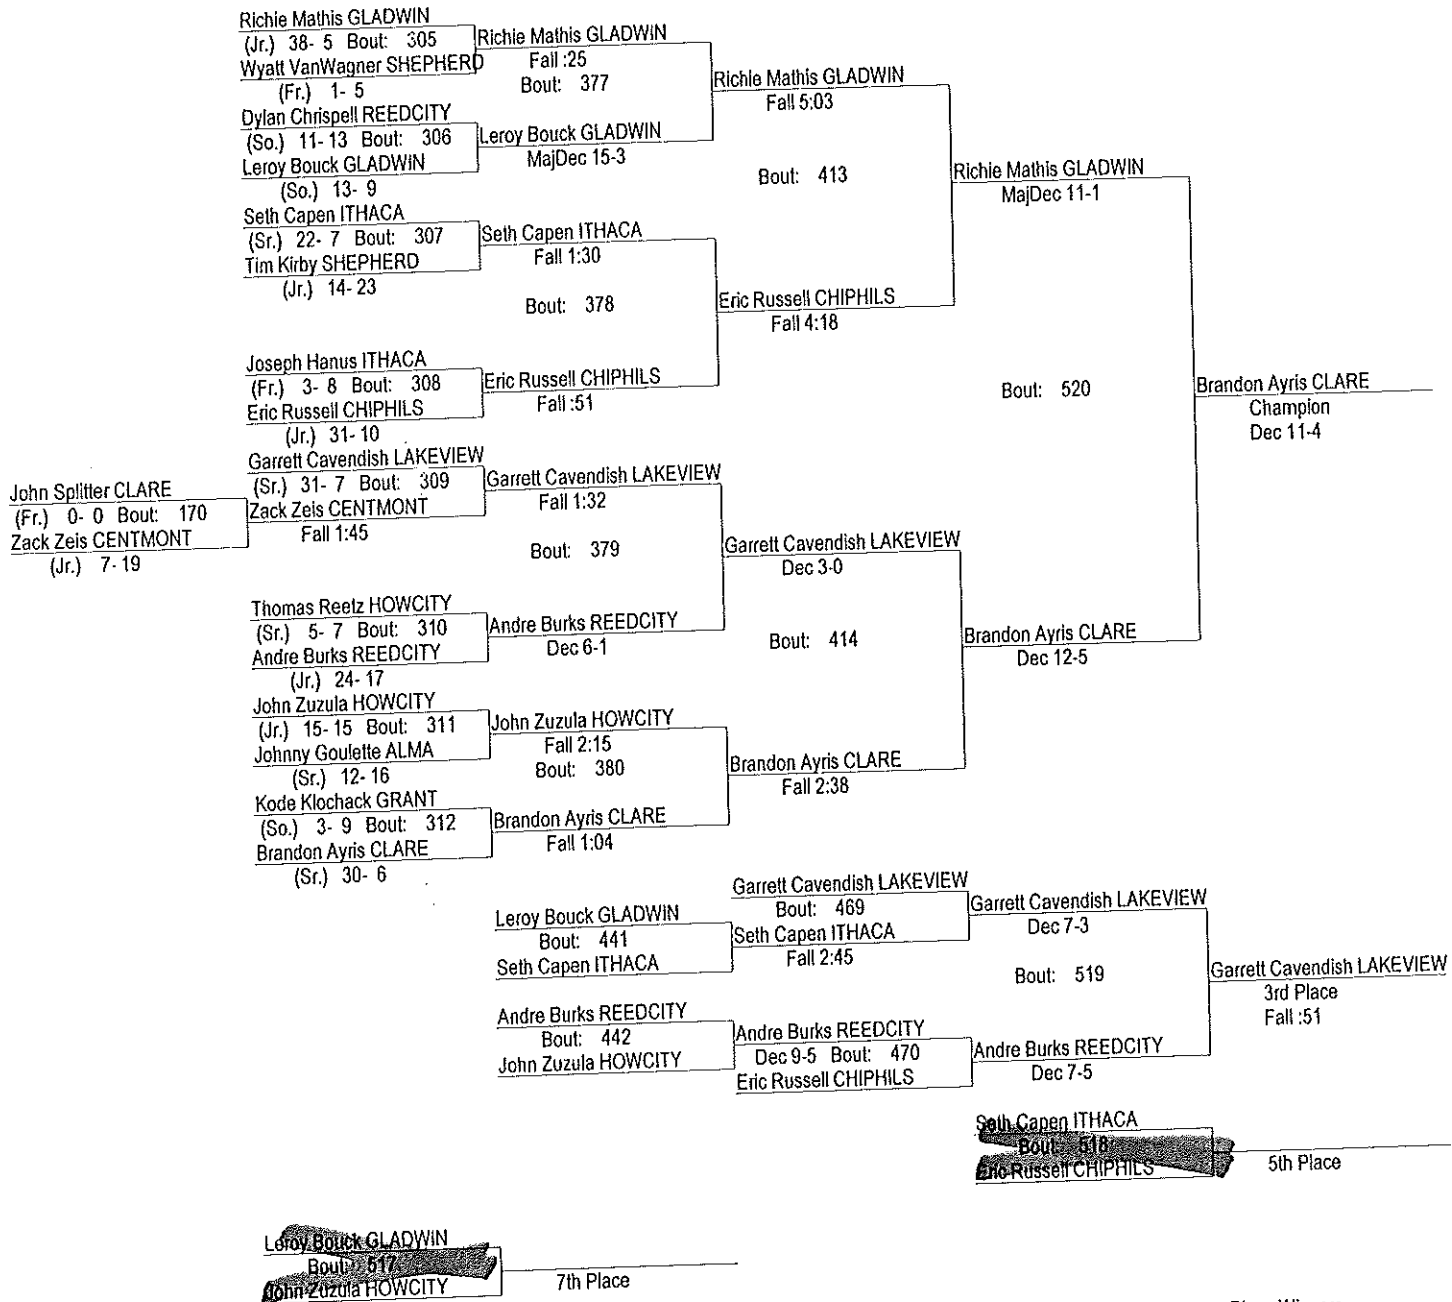 Richie Mathis GLADWIN
(Jr.) 38- 5 Bout: 305
Wyatt VanWagner SHEPHERD
(Fr.) 1- 5
Dylan Chrispell REEDCITY
(So.) 11- 13 Bout: 306
Leroy Bouck GLADWIN
(So.) 13- 9
Seth Capen ITHACA
(Sr.) 22- 7 Bout: 307
Tim Kirby SHEPHERD
(Jr.) 14- 23
Joseph Hanus ITHACA
(Fr.) 3- 8 Bout: 308
Eric Russell CHIPHILS
(Jr.) 31- 10
John Splitter CLARE
(Fr.) 0- 0 Bout: 170
Zack Zeis CENTMONT
(Jr.) 7- 19
Garrett Cavendish LAKEVIEW
(Sr.) 31- 7 Bout: 309
Zack Zeis CENTMONT
Fall 1:45
Thomas Reetz HOWCITY
(Sr.) 5- 7 Bout: 310
Andre Burks REEDCITY
(Jr.) 24- 17
John Zuzula HOWCITY
(Jr.) 15- 15 Bout: 311
Johnny Goulette ALMA
(Sr.) 12- 16
Kode Klochack GRANT
(So.) 3- 9 Bout: 312
Brandon Ayris CLARE
(Sr.) 30- 6
Richie Mathis GLADWIN
Fall :25
Bout: 377
Leroy Bouck GLADWIN
MajDec 15-3
Seth Capen ITHACA
Fall 1:30
Bout: 378
Eric Russell CHIPHILS
Fall :51
Garrett Cavendish LAKEVIEW
Fall 1:32
Bout: 379
Andre Burks REEDCITY
Dec 6-1
John Zuzula HOWCITY
Fall 2:15
Bout: 380
Brandon Ayris CLARE
Fall 1:04
Richie Mathis GLADWIN
Fall 5:03
Bout: 413
Eric Russell CHIPHILS
Fall 4:18
Garrett Cavendish LAKEVIEW
Dec 3-0
Bout: 414
Brandon Ayris CLARE
Fall 2:38
Richie Mathis GLADWIN
MajDec 11-1
Bout: 520
Brandon Ayris CLARE
Dec 12-5
Brandon Ayris CLARE
Champion
Dec 11-4
Leroy Bouck GLADWIN
Bout: 441
Seth Capen ITHACA
Andre Burks REEDCITY
Bout: 442
John Zuzula HOWCITY
Garrett Cavendish LAKEVIEW
Bout: 469
Seth Capen ITHACA
Fall 2:45
Andre Burks REEDCITY
Dec 9-5 Bout: 470
Eric Russell CHIPHILS
Garrett Cavendish LAKEVIEW
Dec 7-3
Bout: 519
Andre Burks REEDCITY
Dec 7-5
Garrett Cavendish LAKEVIEW
3rd Place
Fall :51
Seth Capen ITHACA
Bout: 518
Eric Russell CHIPHILS
5th Place
Leroy Bouck GLADWIN
Bout: 517
John Zuzula HOWCITY
7th Place